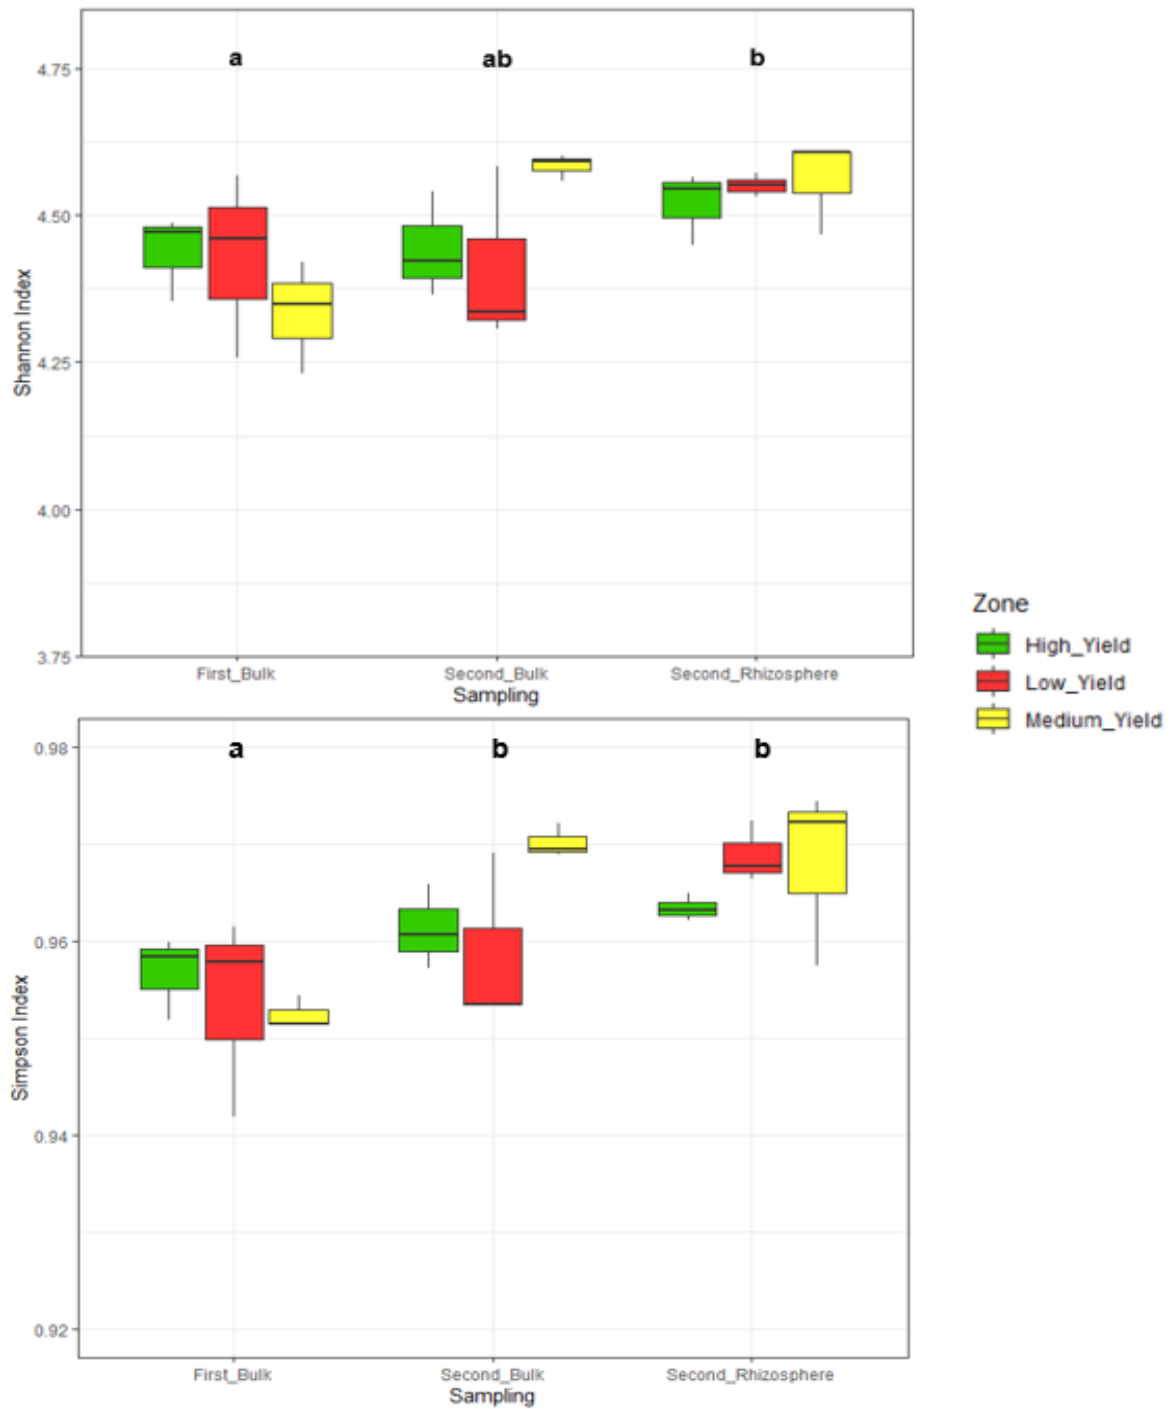 a ab b
4.75
4.50
4.25
4.00
3.75
Shannon Index
First_Bulk Second_Bulk Second_Rhizosphere
Sampling
Zone
High_Yield
Low_Yield
Medium_Yield
a b b
0.98
0.96
0.94
0.92
Simpson Index
First_Bulk Second_Bulk Second_Rhizosphere
Sampling